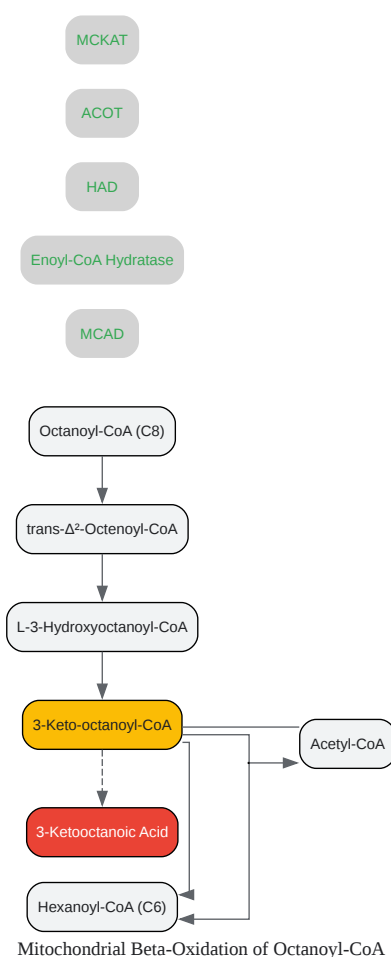 MCKAT
ACOT
HAD
Enoyl-CoA Hydratase
MCAD
Octanoyl-CoA (C8)
trans-Δ²-Octenoyl-CoA
L-3-Hydroxyoctanoyl-CoA
3-Keto-octanoyl-CoA
Acetyl-CoA
3-Ketooctanoic Acid
Hexanoyl-CoA (C6)
Mitochondrial Beta-Oxidation of Octanoyl-CoA